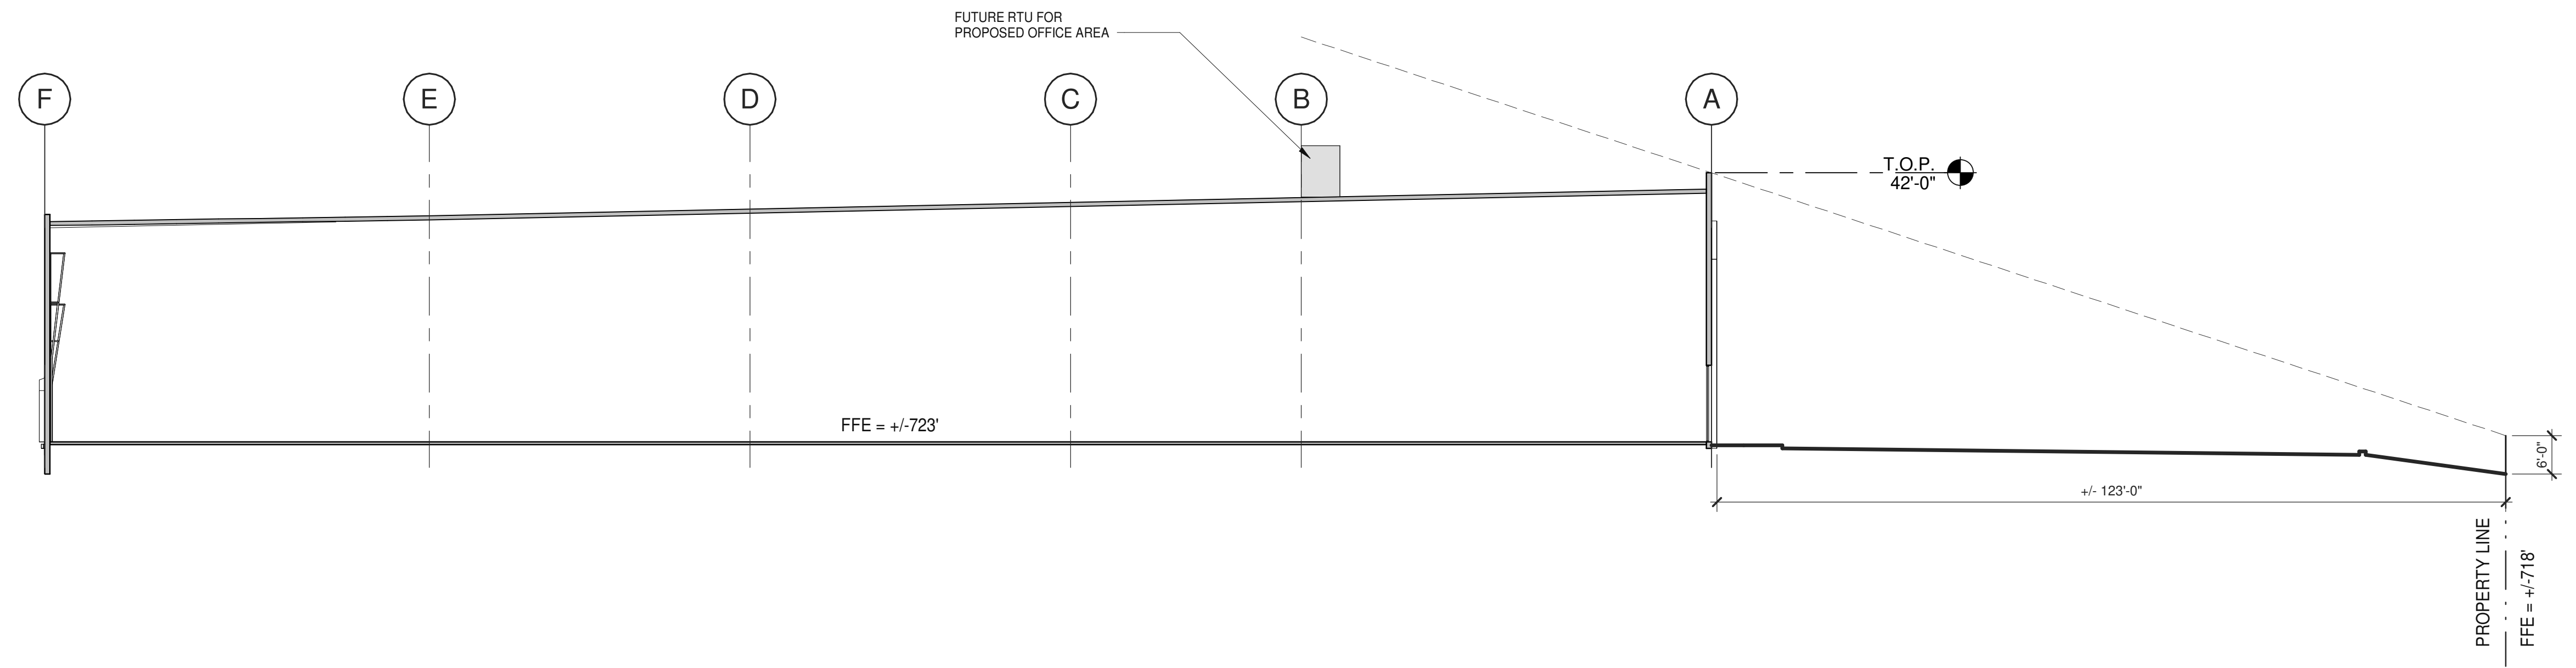 FUTURE RTU FOR
PROPOSED OFFICE AREA
F
E
D
C
B
A
T.O.P.
42'-0"
FFE = +/-723'
6'-0"
+/- 123'-0"
PROPERTY LINE
FFE = +/-718'